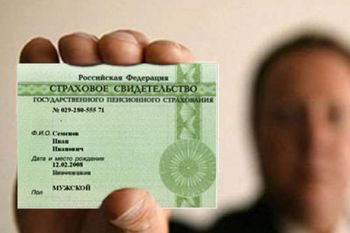 Российская Федерация
СТРАХОВОЕ СВИДЕТЕЛЬСТВО
ГОСУДАРСТВЕННОГО ПЕНСИОННОГО СТРАХОВАНИЯ
№ 029-280-555 71
Ф.И.О. Семенов
Иван
Иванович
Дата и место рождения
12.02.2008
Пол МУЖСКОЙ